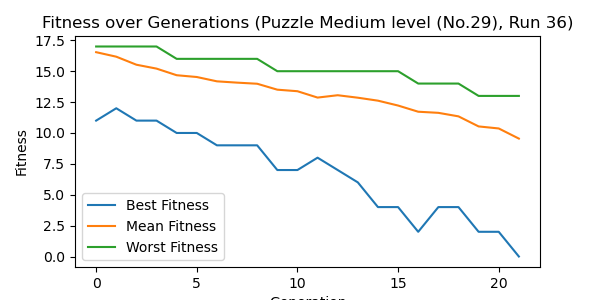 Fitness over Generations (Puzzle Medium level (No.29), Run 36)
17.5
15.0
12.5
10.0
7.5
5.0
2.5
0.0
Fitness
Best Fitness
Mean Fitness
Worst Fitness
0
5
10
15
20
Generation